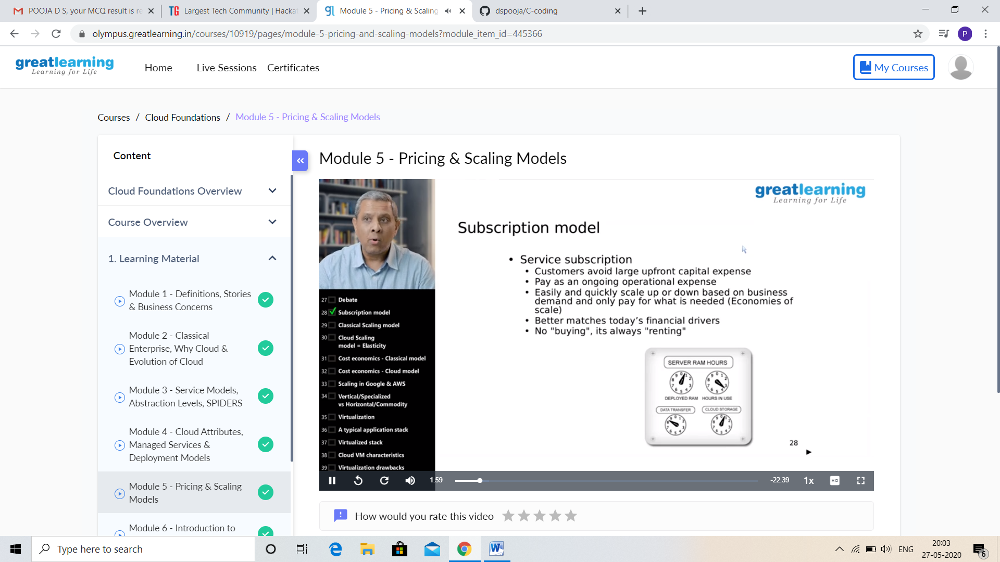 POOJA D S, your MCQ result is re
Largest Tech Community | Hackat
Module 5 - Pricing & Scaling
dspooja/C-coding
olympus.greatlearning.in/courses/10919/pages/module-5-pricing-and-scaling-models?module_item_id=445366
P
greatlearning
Learning for Life
Home
Live Sessions
Certificates
My Courses
Courses / Cloud Foundations / Module 5 - Pricing & Scaling Models
Content
Cloud Foundations Overview
Course Overview
1. Learning Material
Module 1 - Definitions, Stories
& Business Concerns
Module 2 - Classical
Enterprise, Why Cloud &
Evolution of Cloud
Module 3 - Service Models,
Abstraction Levels, SPIDERS
Module 4 - Cloud Attributes,
Managed Services &
Deployment Models
Module 5 - Pricing & Scaling
Models
Module 6 - Introduction to
Module 5 - Pricing & Scaling Models
greatlearning
Learning for Life
Subscription model
• Service subscription
• Customers avoid large upfront capital expense
• Pay as an ongoing operational expense
• Easily and quickly scale up or down based on business
demand and only pay for what is needed (Economies of
scale)
• Better matches today's financial drivers
• No "buying", its always "renting"
SERVER RAM HOURS
DEPLOYED RAM HOURS IN USE
DATA TRANSFER CLOUD STORAGE
28
27 Debate
28 Subscription model
29 Classical Scaling model
30 Cloud Scaling
model = Elasticity
31 Cost economics - Classical model
32 Cost economics - Cloud model
33 Scaling in Google & AWS
34 Vertical/Specialized
vs Horizontal/Commodity
35 Virtualization
36 A typical application stack
37 Virtualized stack
38 Cloud VM characteristics
39 Virtualization drawbacks
1:59
-22:39
1x
HD
How would you rate this video
Type here to search
ENG
20:03
27-05-2020
6